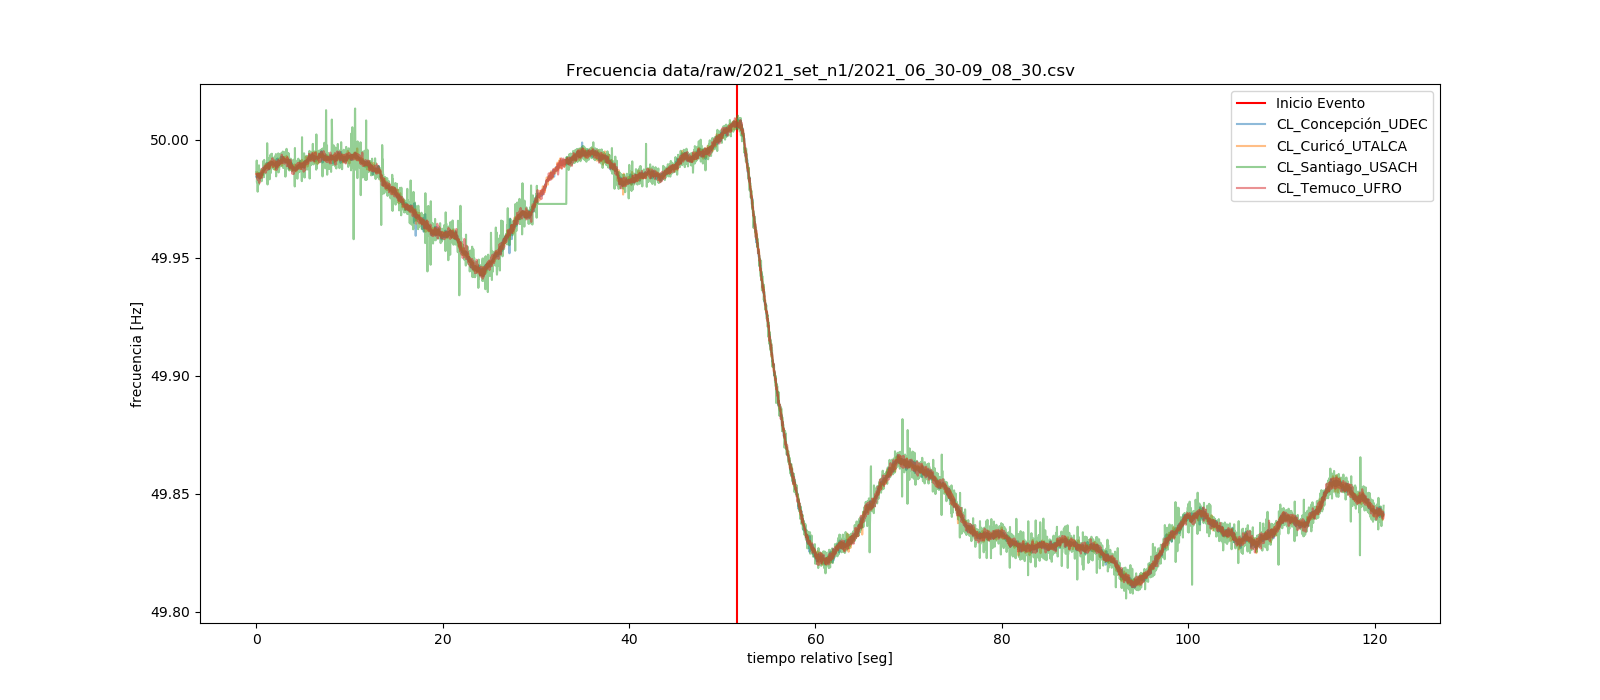 Frecuencia data/raw/2021_set_n1/2021_06_30-09_08_30.csv
Inicio Evento
CL_Concepción_UDEC
CL_Curicó_UTALCA
CL_Santiago_USACH
CL_Temuco_UFRO
50.00
49.95
49.90
49.85
49.80
frecuencia [Hz]
0 20 40 60 80 100 120
tiempo relativo [seg]